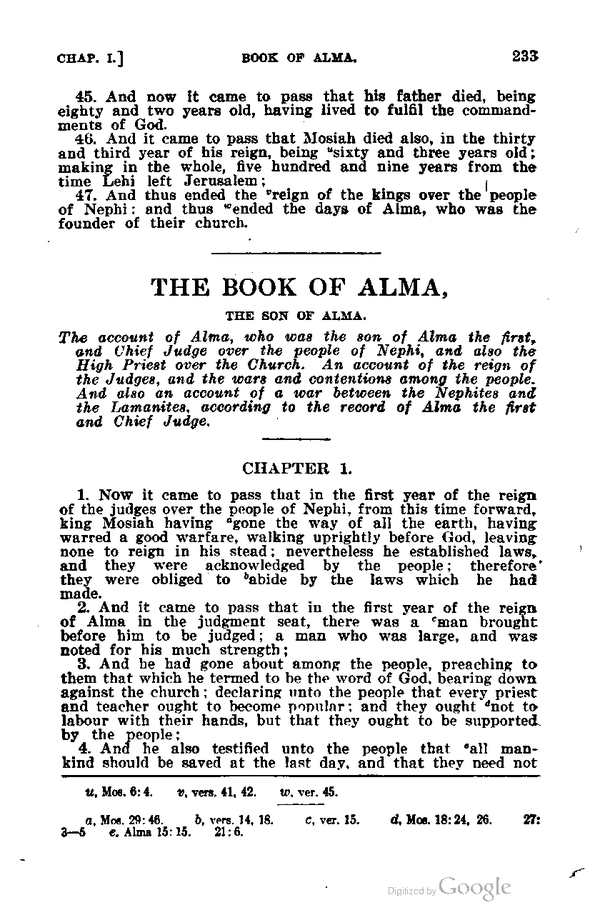 CHAP. I.] BOOK OF ALMA. 233
45. And now it came to pass that his father died, being
eighty and two years old, having lived to fulfil the command-
ments of God.
46. And it came to pass that Mosiah died also, in the thirty
and third year of his reign, being ᵘsixty and three years old;
making in the whole, five hundred and nine years from the
time Lehi left Jerusalem;
47. And thus ended the ᵛreign of the kings over the people
of Nephi: and thus ʷended the days of Alma, who was the
founder of their church.
THE BOOK OF ALMA,
THE SON OF ALMA.
The account of Alma, who was the son of Alma the first,
and Chief Judge over the people of Nephi, and also the
High Priest over the Church. An account of the reign of
the Judges, and the wars and contentions among the people.
And also an account of a war between the Nephites and
the Lamanites, according to the record of Alma the first
and Chief Judge.
CHAPTER 1.
1. Now it came to pass that in the first year of the reign
of the judges over the people of Nephi, from this time forward,
king Mosiah having ᵃgone the way of all the earth, having
warred a good warfare, walking uprightly before God, leaving
none to reign in his stead; nevertheless he established laws,
and they were acknowledged by the people; therefore
they were obliged to ᵇabide by the laws which he had
made.
2. And it came to pass that in the first year of the reign
of Alma in the judgment seat, there was a ᶜman brought
before him to be judged; a man who was large, and was
noted for his much strength;
3. And he had gone about among the people, preaching to
them that which he termed to be the word of God, bearing down
against the church; declaring unto the people that every priest
and teacher ought to become popular; and they ought ᵈnot to
labour with their hands, but that they ought to be supported
by the people;
4. And he also testified unto the people that ᵉall man-
kind should be saved at the last day, and that they need not
u, Mos. 6: 4. v, vers. 41, 42. w, ver. 45.
a, Mos. 29: 46. b, vers. 14, 18. c, ver. 15. d, Mos. 18: 24, 26. 27:
3—5 e. Alma 15: 15. 21: 6.
Digitized by Google